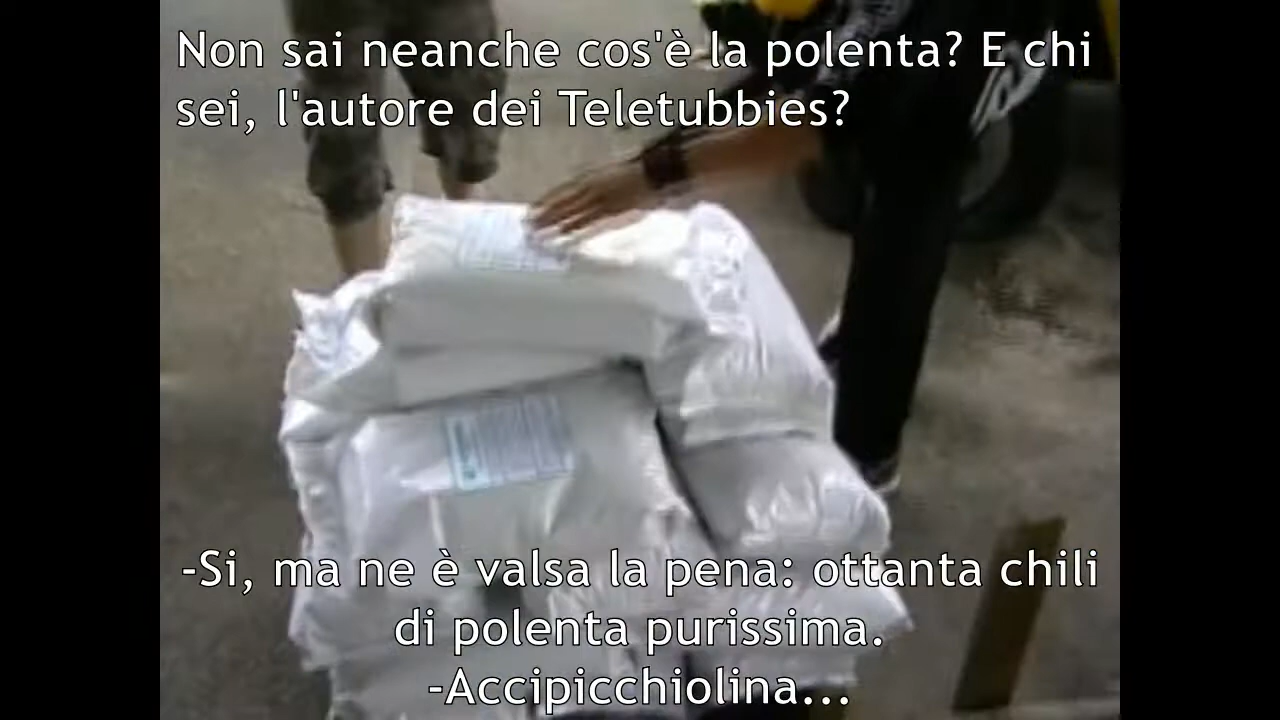 Non sai neanche cos'è la polenta? E chi
sei, l'autore dei Teletubbies?
-Si, ma ne è valsa la pena: ottanta chili
di polenta purissima.
-Accipicchiolina...